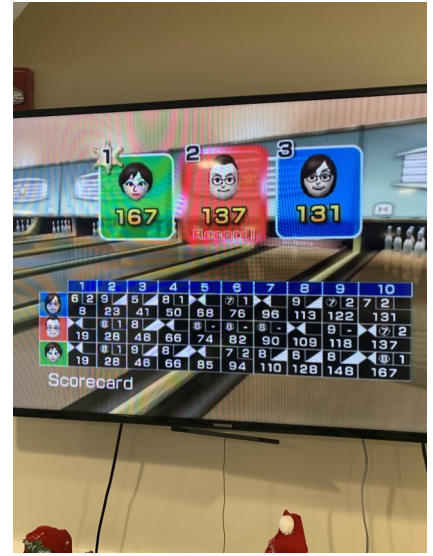 1 2 3
167 137 131
Record!
1 2 3 4 5 6 7 8 9 10
6 2 9 5 8 1 ⑦ 1 9 ⑦ 2 7 2
8 23 41 50 68 76 96 113 122 131
⑧ 1 8 ⑧ - ⑧ - 9 - ⑦ 2
19 28 48 66 74 82 90 109 118 137
⑧ 1 9 8 7 2 8 6 8 ⑧ 1
19 28 46 66 85 94 110 128 148 167
Scorecard
SAMSUNG